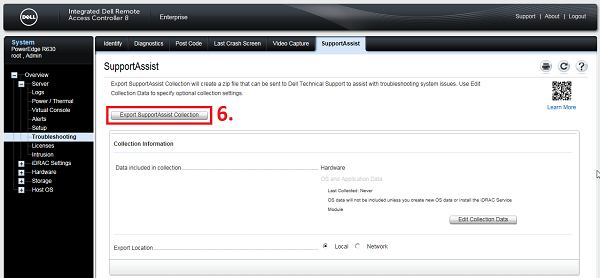 DELL
Integrated Dell Remote
Access Controller 8
Enterprise
Support | About | Logout
System
PowerEdge R630
root , Admin
Identify
Diagnostics
Post Code
Last Crash Screen
Video Capture
SupportAssist
Overview
Server
Logs
Power / Thermal
Virtual Console
Alerts
Setup
Troubleshooting
Licenses
Intrusion
iDRAC Settings
Hardware
Storage
Host OS
SupportAssist
Export SupportAssist Collection will create a zip file that can be sent to Dell Technical Support to assist with troubleshooting system issues. Use Edit
Collection Data to specify optional collection settings.
Learn More
Export SupportAssist Collection
6.
Collection Information
Data included in collection
Hardware
OS and Application Data
Last Collected: Never
OS data will not be included unless you create new OS data or install the iDRAC Service
Module
Edit Collection Data
Export Location
Local
Network